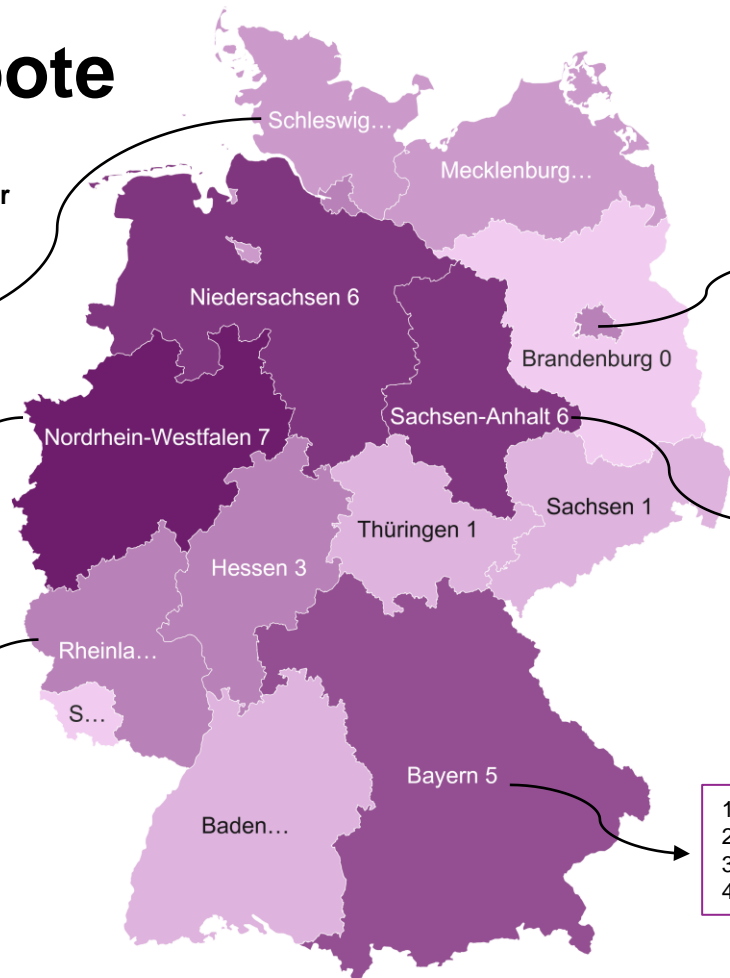 bote
Schleswig…
Mecklenburg…
r
Niedersachsen 6
Brandenburg 0
Sachsen-Anhalt 6
Nordrhein-Westfalen 7
Sachsen 1
Thüringen 1
Hessen 3
Rheinla…
S…
Bayern 5
Baden…
1
2
3
4